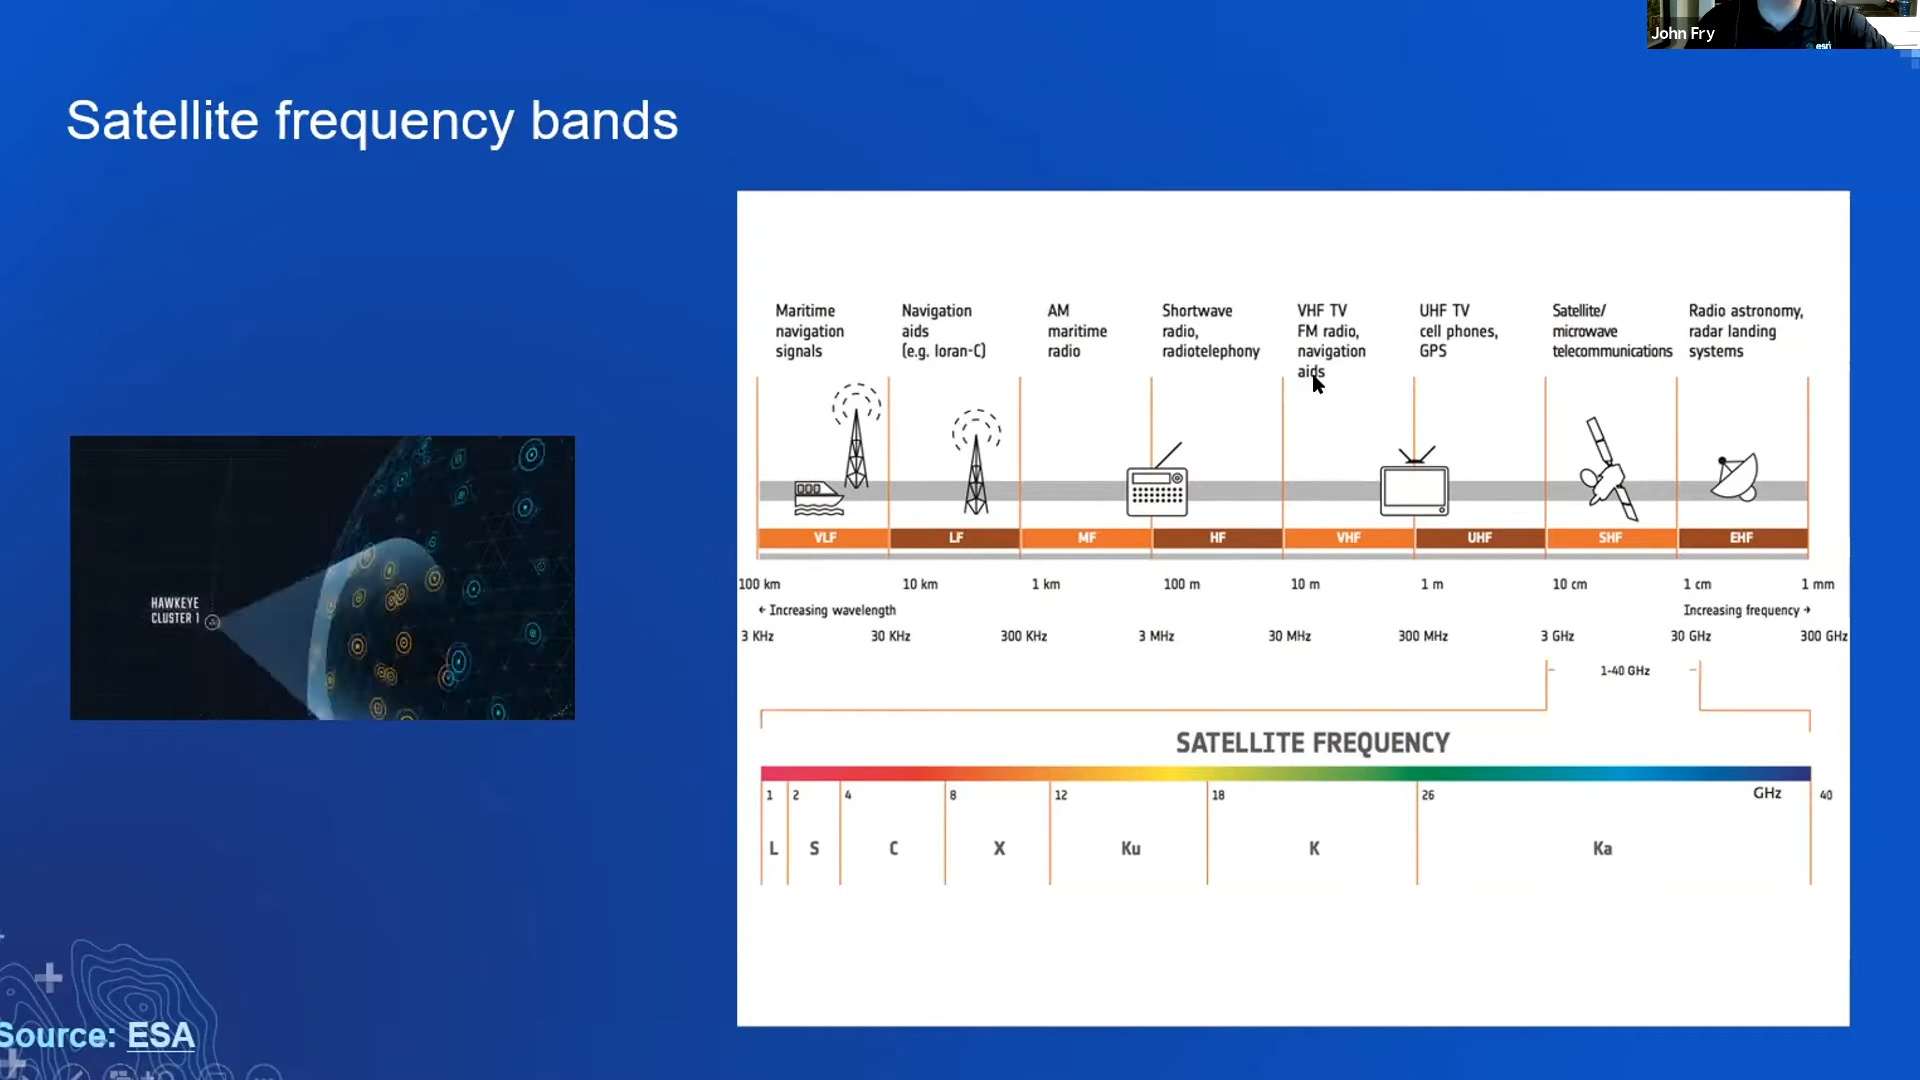 John Fry
esri
Satellite frequency bands
Maritime
navigation
signals
Navigation
aids
(e.g. loran-C)
AM
maritime
radio
Shortwave
radio,
radiotelephony
VHF TV
FM radio,
navigation
aids
UHF TV
cell phones,
GPS
Satellite/
microwave
telecommunications
Radio astronomy,
radar landing
systems
VLF LF MF HF VHF UHF SHF EHF
100 km 10 km 1 km 100 m 10 m 1 m 10 cm 1 cm 1 mm
← Increasing wavelength Increasing frequency →
3 KHz 30 KHz 300 KHz 3 MHz 30 MHz 300 MHz 3 GHz 30 GHz 300 GHz
1-40 GHz
SATELLITE FREQUENCY
1 2 4 8 12 18 26 GHz 40
L S C X Ku K Ka
HAWKEYE
CLUSTER 1
Source: ESA